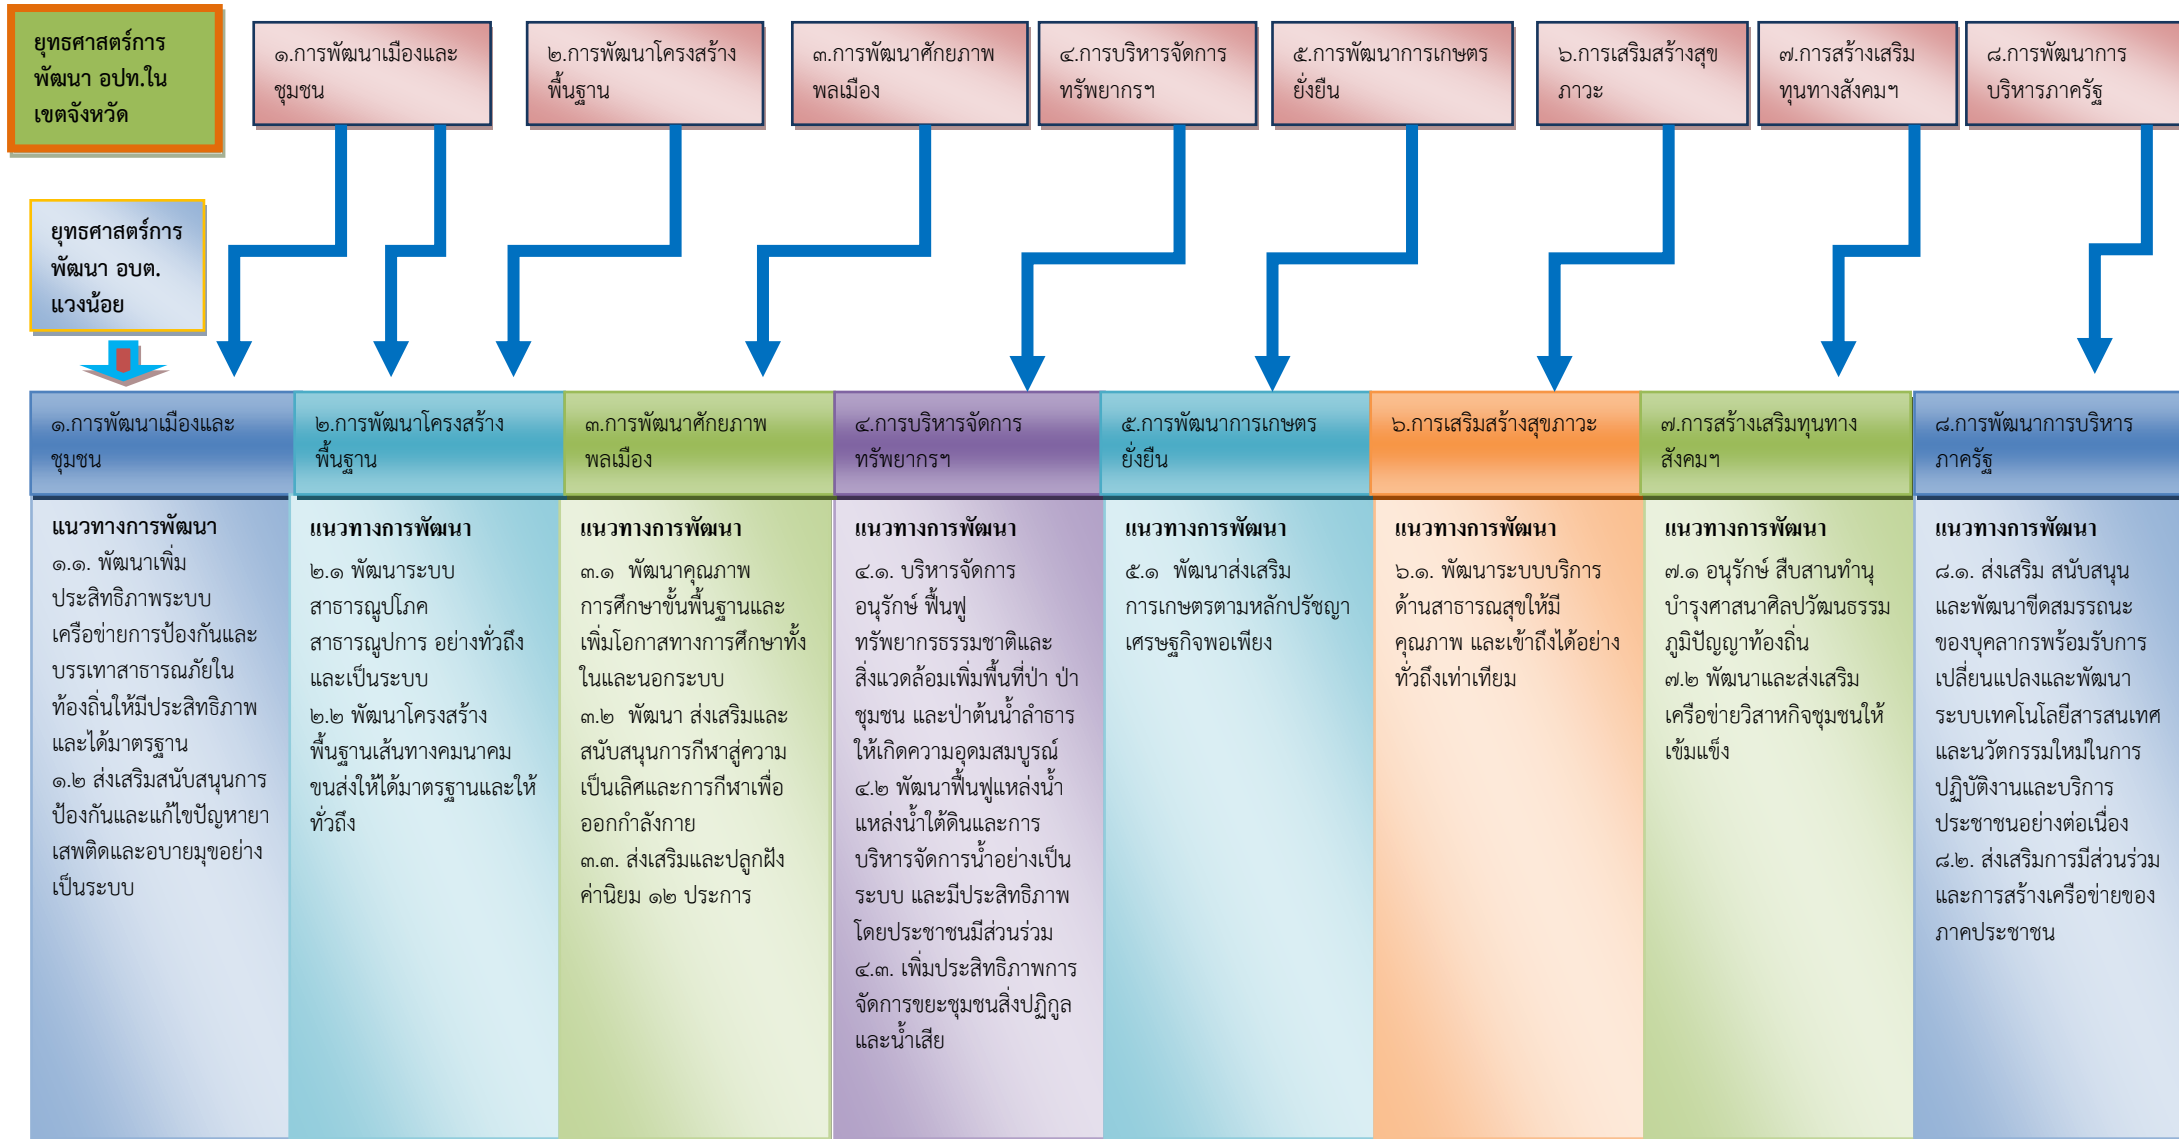 ยุทธศาสตร์การ
พัฒนา อปท.ใน
เขตจังหวัด
๑.การพัฒนาเมืองและ
ชุมชน
๒.การพัฒนาโครงสร้าง
พื้นฐาน
๓.การพัฒนาศักยภาพ
พลเมือง
๔.การบริหารจัดการ
ทรัพยากรฯ
๕.การพัฒนาการเกษตร
ยั่งยืน
๖.การเสริมสร้างสุข
ภาวะ
๗.การสร้างเสริม
ทุนทางสังคมฯ
๘.การพัฒนาการ
บริหารภาครัฐ
ยุทธศาสตร์การ
พัฒนา อบต.
แวงน้อย
๑.การพัฒนาเมืองและ
ชุมชน
๒.การพัฒนาโครงสร้าง
พื้นฐาน
๓.การพัฒนาศักยภาพ
พลเมือง
๔.การบริหารจัดการ
ทรัพยากรฯ
๕.การพัฒนาการเกษตร
ยั่งยืน
๖.การเสริมสร้างสุขภาวะ
๗.การสร้างเสริมทุนทาง
สังคมฯ
๘.การพัฒนาการบริหาร
ภาครัฐ
แนวทางการพัฒนา
๑.๑. พัฒนาเพิ่ม
ประสิทธิภาพระบบ
เครือข่ายการป้องกันและ
บรรเทาสาธารณภัยใน
ท้องถิ่นให้มีประสิทธิภาพ
และได้มาตรฐาน
๑.๒ ส่งเสริมสนับสนุนการ
ป้องกันและแก้ไขปัญหายา
เสพติดและอบายมุขอย่าง
เป็นระบบ
แนวทางการพัฒนา
๒.๑ พัฒนาระบบ
สาธารณูปโภค
สาธารณูปการ อย่างทั่วถึง
และเป็นระบบ
๒.๒ พัฒนาโครงสร้าง
พื้นฐานเส้นทางคมนาคม
ขนส่งให้ได้มาตรฐานและให้
ทั่วถึง
แนวทางการพัฒนา
๓.๑  พัฒนาคุณภาพ
การศึกษาขั้นพื้นฐานและ
เพิ่มโอกาสทางการศึกษาทั้ง
ในและนอกระบบ
๓.๒  พัฒนา ส่งเสริมและ
สนับสนุนการกีฬาสู่ความ
เป็นเลิศและการกีฬาเพื่อ
ออกกำลังกาย
๓.๓. ส่งเสริมและปลูกฝัง
ค่านิยม ๑๒ ประการ
แนวทางการพัฒนา
๔.๑. บริหารจัดการ
อนุรักษ์ ฟื้นฟู
ทรัพยากรธรรมชาติและ
สิ่งแวดล้อมเพิ่มพื้นที่ป่า ป่า
ชุมชน และป่าต้นน้ำลำธาร
ให้เกิดความอุดมสมบูรณ์
๔.๒ พัฒนาฟื้นฟูแหล่งน้ำ
แหล่งน้ำใต้ดินและการ
บริหารจัดการน้ำอย่างเป็น
ระบบ และมีประสิทธิภาพ
โดยประชาชนมีส่วนร่วม
๔.๓. เพิ่มประสิทธิภาพการ
จัดการขยะชุมชนสิ่งปฏิกูล
และน้ำเสีย
แนวทางการพัฒนา
๕.๑  พัฒนาส่งเสริม
การเกษตรตามหลักปรัชญา
เศรษฐกิจพอเพียง
แนวทางการพัฒนา
๖.๑. พัฒนาระบบบริการ
ด้านสาธารณสุขให้มี
คุณภาพ และเข้าถึงได้อย่าง
ทั่วถึงเท่าเทียม
แนวทางการพัฒนา
๗.๑ อนุรักษ์ สืบสานทำนุ
บำรุงศาสนาศิลปวัฒนธรรม
ภูมิปัญญาท้องถิ่น
๗.๒ พัฒนาและส่งเสริม
เครือข่ายวิสาหกิจชุมชนให้
เข้มแข็ง
แนวทางการพัฒนา
๘.๑. ส่งเสริม สนับสนุน
และพัฒนาขีดสมรรถนะ
ของบุคลากรพร้อมรับการ
เปลี่ยนแปลงและพัฒนา
ระบบเทคโนโลยีสารสนเทศ
และนวัตกรรมใหม่ในการ
ปฏิบัติงานและบริการ
ประชาชนอย่างต่อเนื่อง
๘.๒. ส่งเสริมการมีส่วนร่วม
และการสร้างเครือข่ายของ
ภาคประชาชน